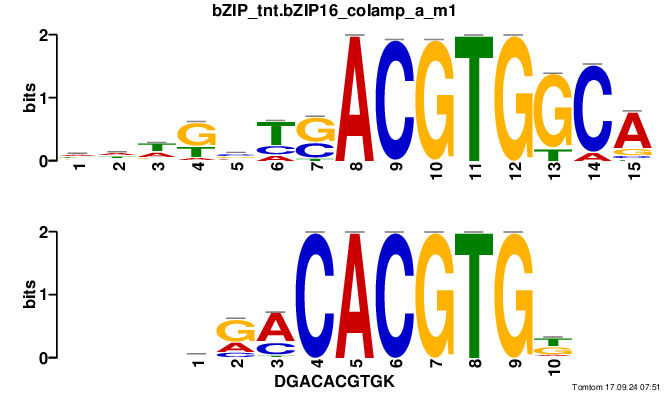 bZIP_tnt.bZIP16_colamp_a_m1
2
1
0
bits
1 2 3 4 5 6 7 8 9 10 11 12 13 14 15
T G T G T C A G C A C G T G G T C A A G
2
1
0
bits
G A A C C A C G T G T G
1 2 3 4 5 6 7 8 9 10
DGACACGTGK
Tomtom 17.09.24 07:51